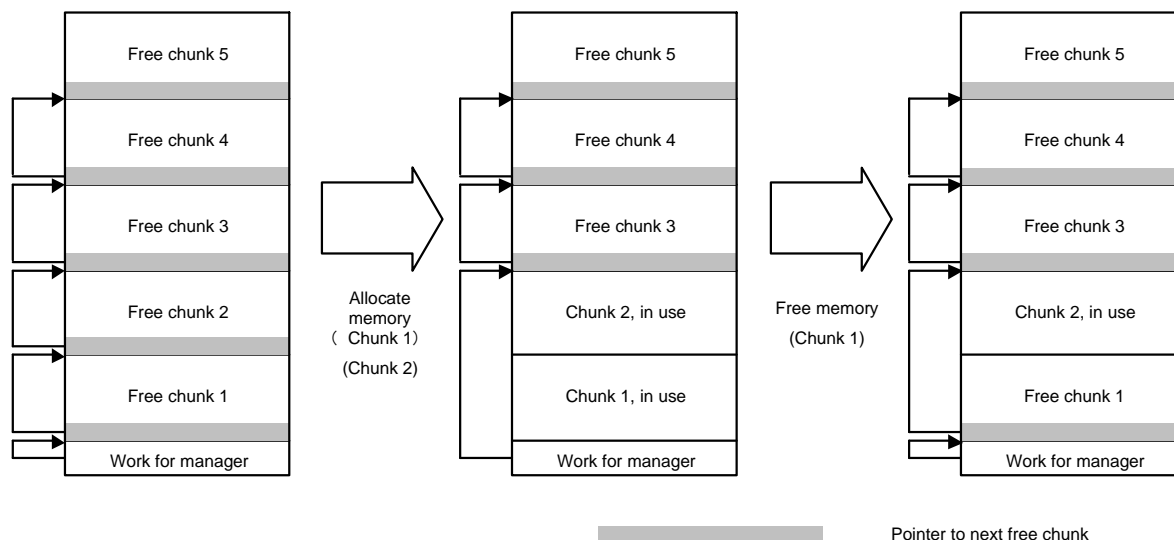 Free chunk 5
Free chunk 4
Free chunk 3
Free chunk 2
Free chunk 1
Work for manager
Allocate
memory
( Chunk 1)
(Chunk 2)
Free chunk 5
Free chunk 4
Free chunk 3
Chunk 2, in use
Chunk 1, in use
Work for manager
Free memory
(Chunk 1)
Free chunk 5
Free chunk 4
Free chunk 3
Chunk 2, in use
Free chunk 1
Work for manager
Pointer to next free chunk